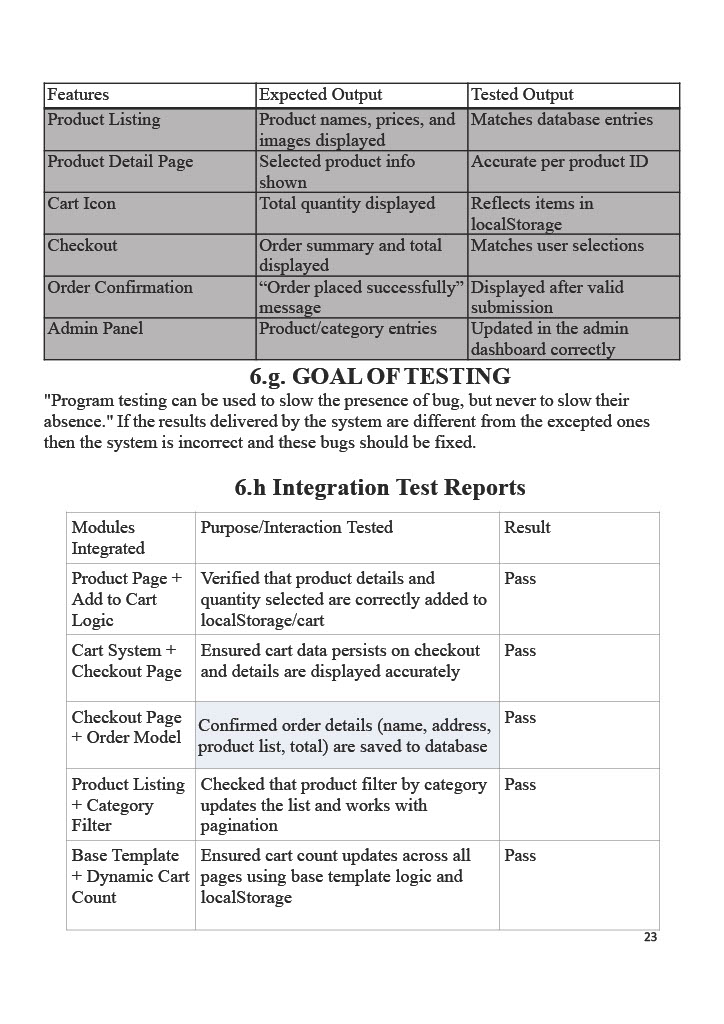 Features Expected Output Tested Output
Product Listing Product names, prices, and Matches database entries
images displayed
Product Detail Page Selected product info Accurate per product ID
shown
Cart Icon Total quantity displayed Reflects items in
localStorage
Checkout Order summary and total Matches user selections
displayed
Order Confirmation “Order placed successfully” Displayed after valid
message submission
Admin Panel Product/category entries Updated in the admin
dashboard correctly
6.g. GOAL OF TESTING
"Program testing can be used to slow the presence of bug, but never to slow their
absence." If the results delivered by the system are different from the excepted ones
then the system is incorrect and these bugs should be fixed.
6.h Integration Test Reports
Modules Purpose/Interaction Tested Result
Integrated
Product Page + Verified that product details and Pass
Add to Cart quantity selected are correctly added to
Logic localStorage/cart
Cart System + Ensured cart data persists on checkout Pass
Checkout Page and details are displayed accurately
Checkout Page Confirmed order details (name, address, Pass
+ Order Model product list, total) are saved to database
Product Listing Checked that product filter by category Pass
+ Category updates the list and works with
Filter pagination
Base Template Ensured cart count updates across all Pass
+ Dynamic Cart pages using base template logic and
Count localStorage
23